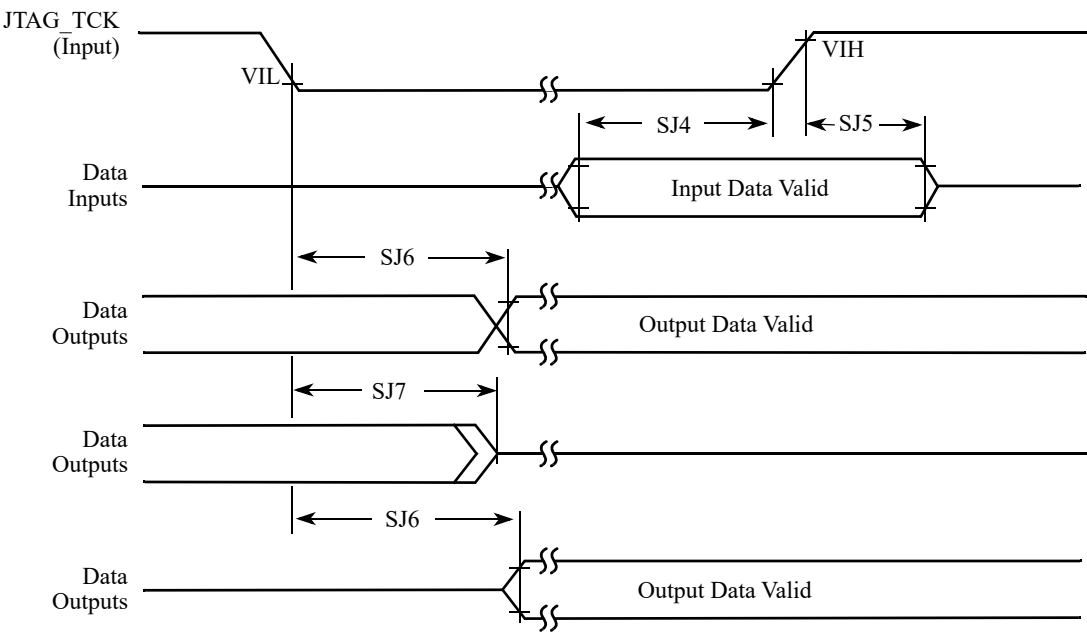 JTAG_TCK
(Input)
VIH
VIL
SJ4
SJ5
Data
Inputs
Input Data Valid
SJ6
Data
Outputs
Output Data Valid
SJ7
Data
Outputs
SJ6
Data
Outputs
Output Data Valid